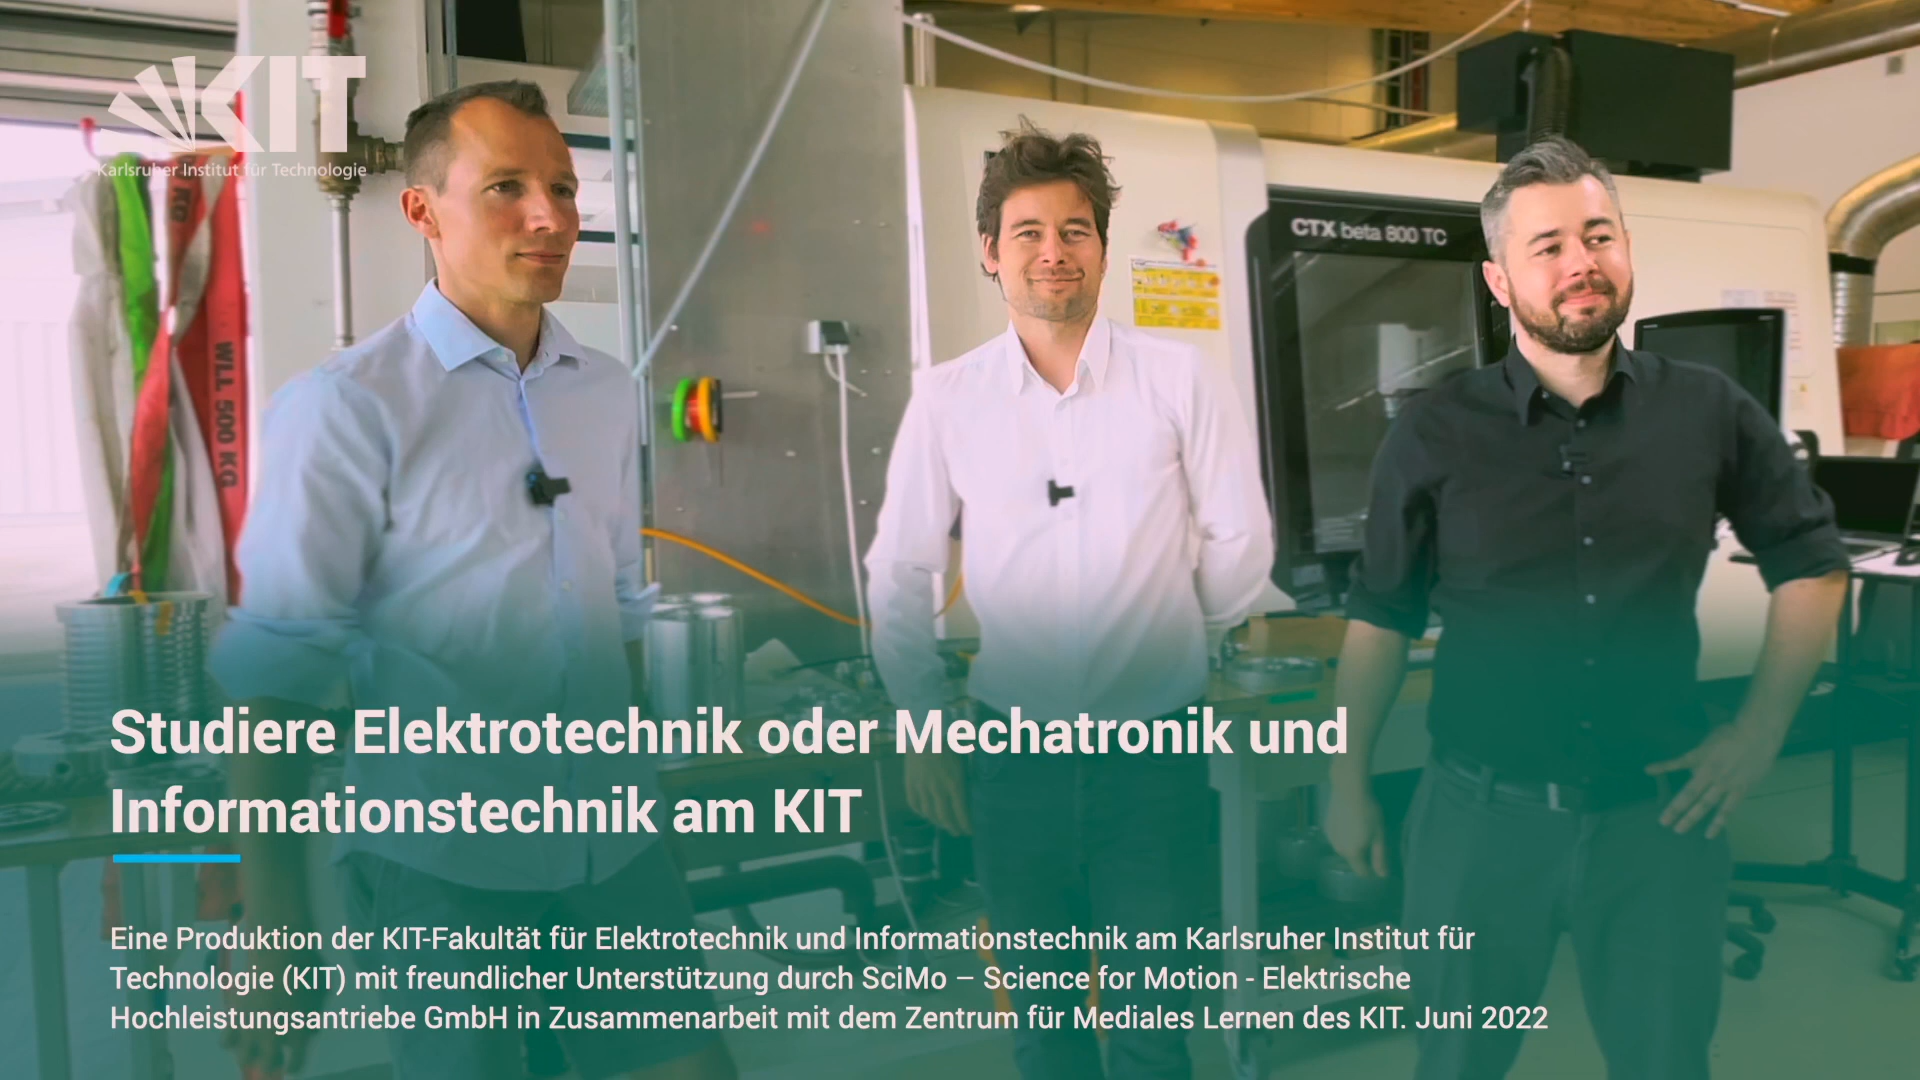 KIT
Karlsruher Institut für Technologie
CTX beta 800 TC
WLL 500 KG
KG
Studiere Elektrotechnik oder Mechatronik und
Informationstechnik am KIT
Eine Produktion der KIT-Fakultät für Elektrotechnik und Informationstechnik am Karlsruher Institut für
Technologie (KIT) mit freundlicher Unterstützung durch SciMo – Science for Motion - Elektrische
Hochleistungsantriebe GmbH in Zusammenarbeit mit dem Zentrum für Mediales Lernen des KIT. Juni 2022